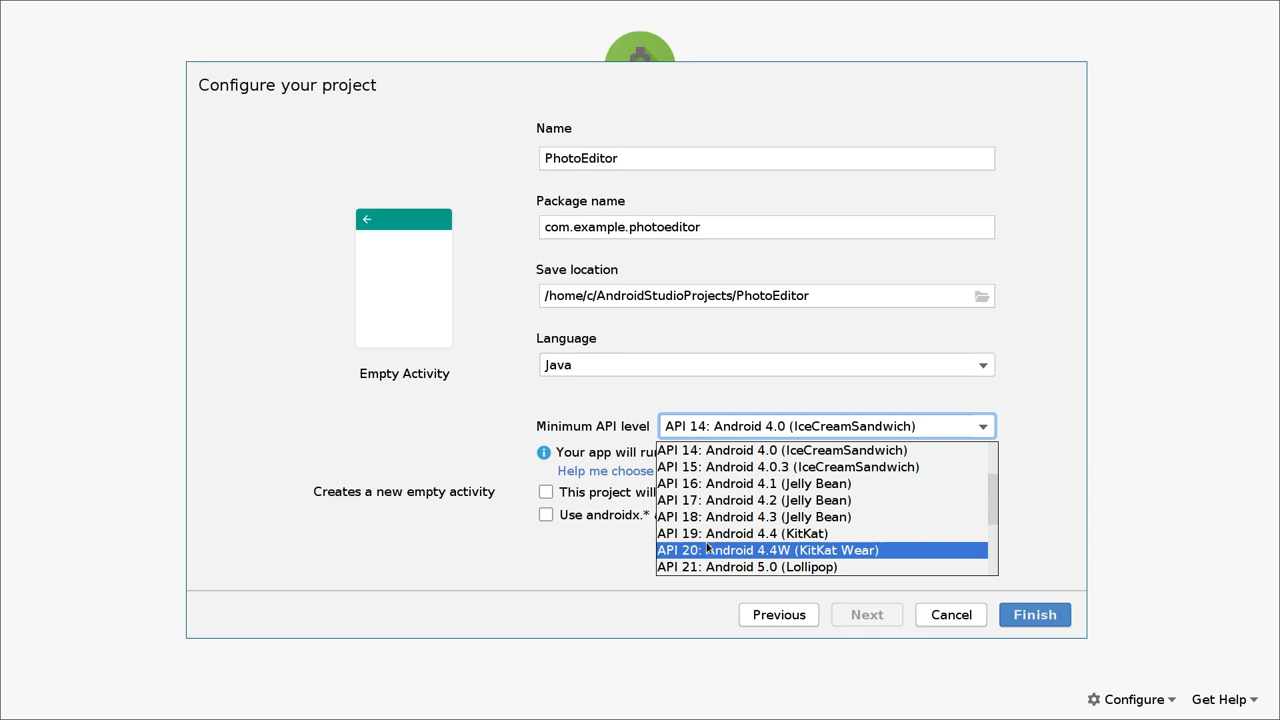 Configure your project
Name
PhotoEditor
Package name
com.example.photoeditor
Save location
/home/c/AndroidStudioProjects/PhotoEditor
Language
Java
Empty Activity
Minimum API level API 14: Android 4.0 (IceCreamSandwich)
Your app will ru
Help me choose
Creates a new empty activity
This project will
Use androidx.*
API 14: Android 4.0 (IceCreamSandwich)
API 15: Android 4.0.3 (IceCreamSandwich)
API 16: Android 4.1 (Jelly Bean)
API 17: Android 4.2 (Jelly Bean)
API 18: Android 4.3 (Jelly Bean)
API 19: Android 4.4 (KitKat)
API 20: Android 4.4W (KitKat Wear)
API 21: Android 5.0 (Lollipop)
Previous Next Cancel Finish
Configure Get Help